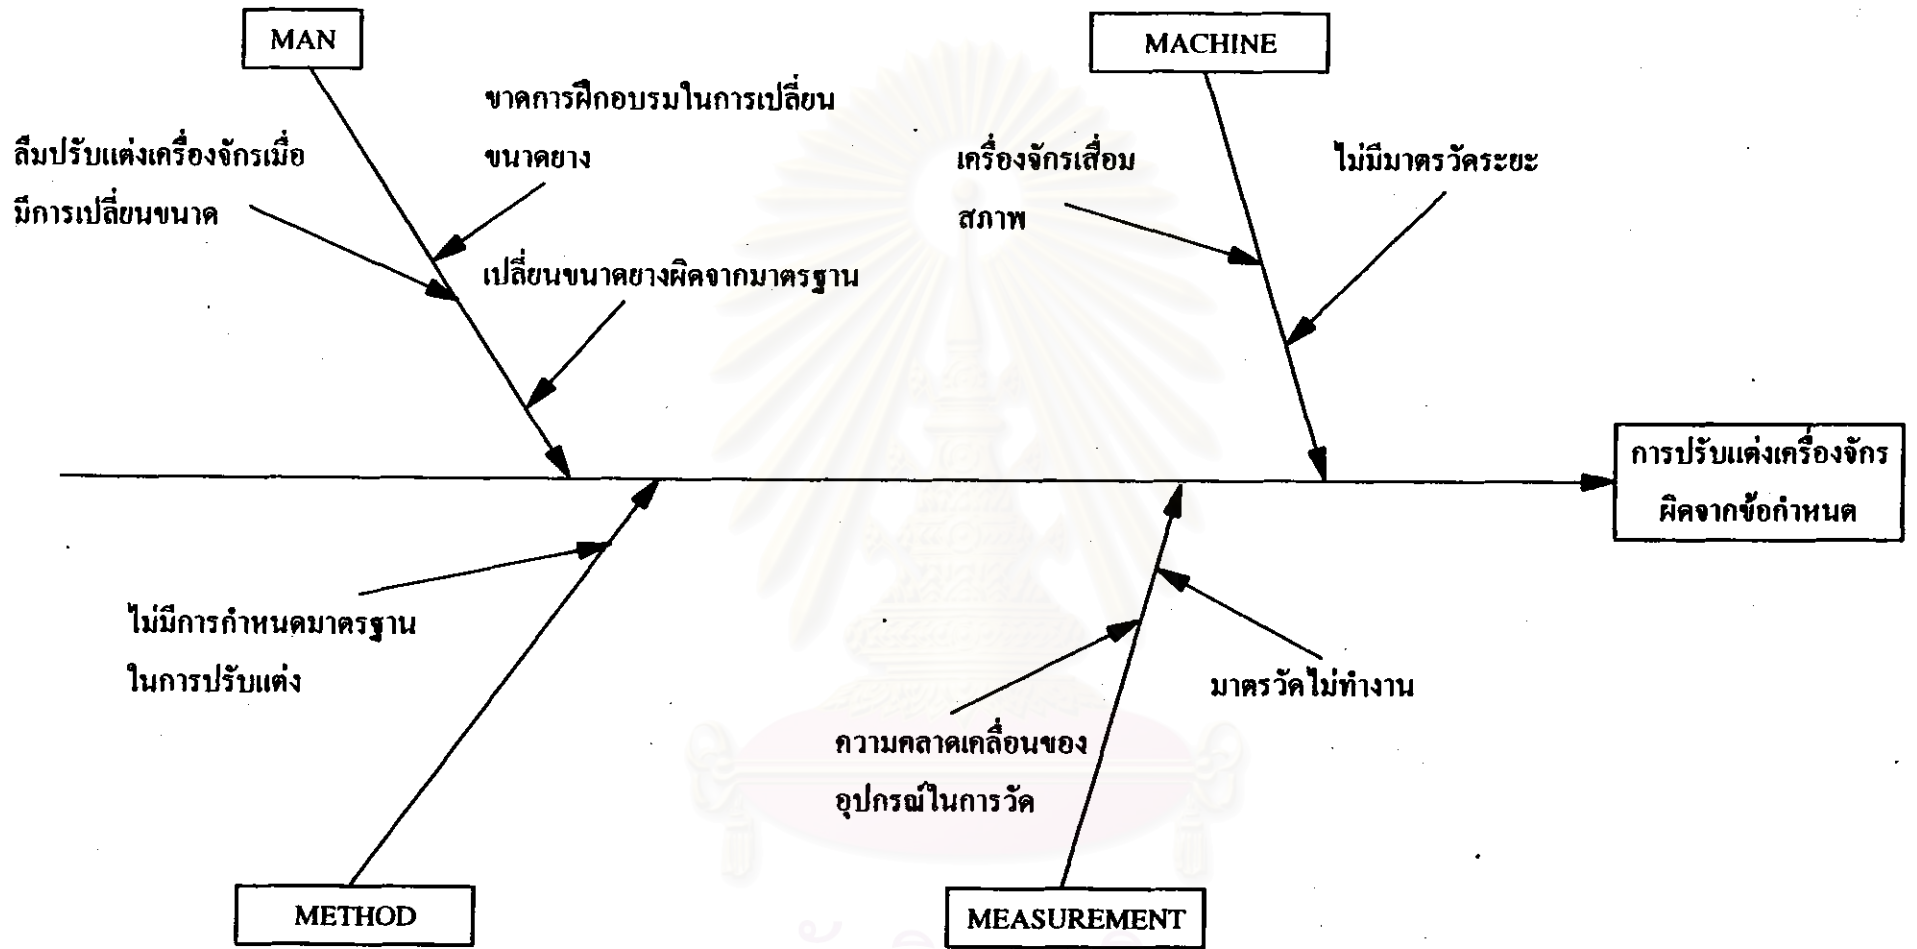 MAN
MACHINE
ขาดการฝึกอบรมในการเปลี่ยน
ขนาดยาง
ลืมปรับแต่งเครื่องจักรเมื่อ
มีการเปลี่ยนขนาด
เปลี่ยนขนาดยางผิดจากมาตรฐาน
เครื่องจักรเสื่อม
สภาพ
ไม่มีมาตรวัดระยะ
การปรับแต่งเครื่องจักร
ผิดจากข้อกำหนด
ไม่มีการกำหนดมาตรฐาน
ในการปรับแต่ง
ความคลาดเคลื่อนของ
อุปกรณ์ในการวัด
มาตรวัดไม่ทำงาน
METHOD
MEASUREMENT